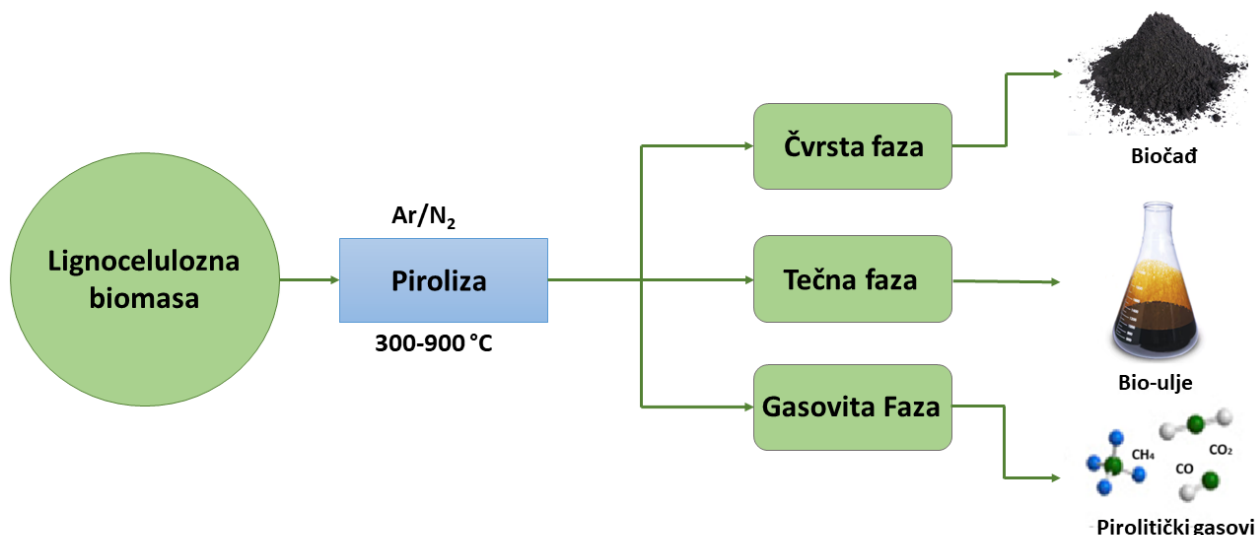 Lignocelulozna
biomasa
Ar/N₂
Piroliza
300-900 °C
Čvrsta faza
Tečna faza
Gasovita Faza
Biočađ
Bio-ulje
CH₄
CO₂
CO
Pirolitički gasovi